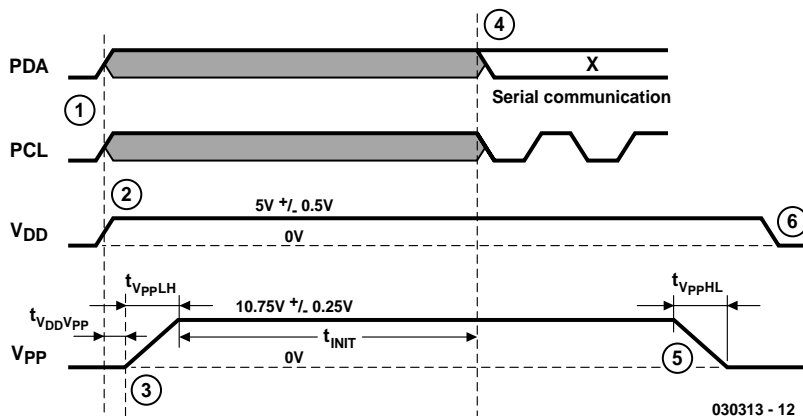 4
PDA
X
Serial communication
1
PCL
2
5V +/- 0.5V
6
VDD
0V
tVPPLH
tVPPHL
10.75V +/- 0.25V
tVDDVPP
tINIT
VPP
0V
5
3
030313 - 12